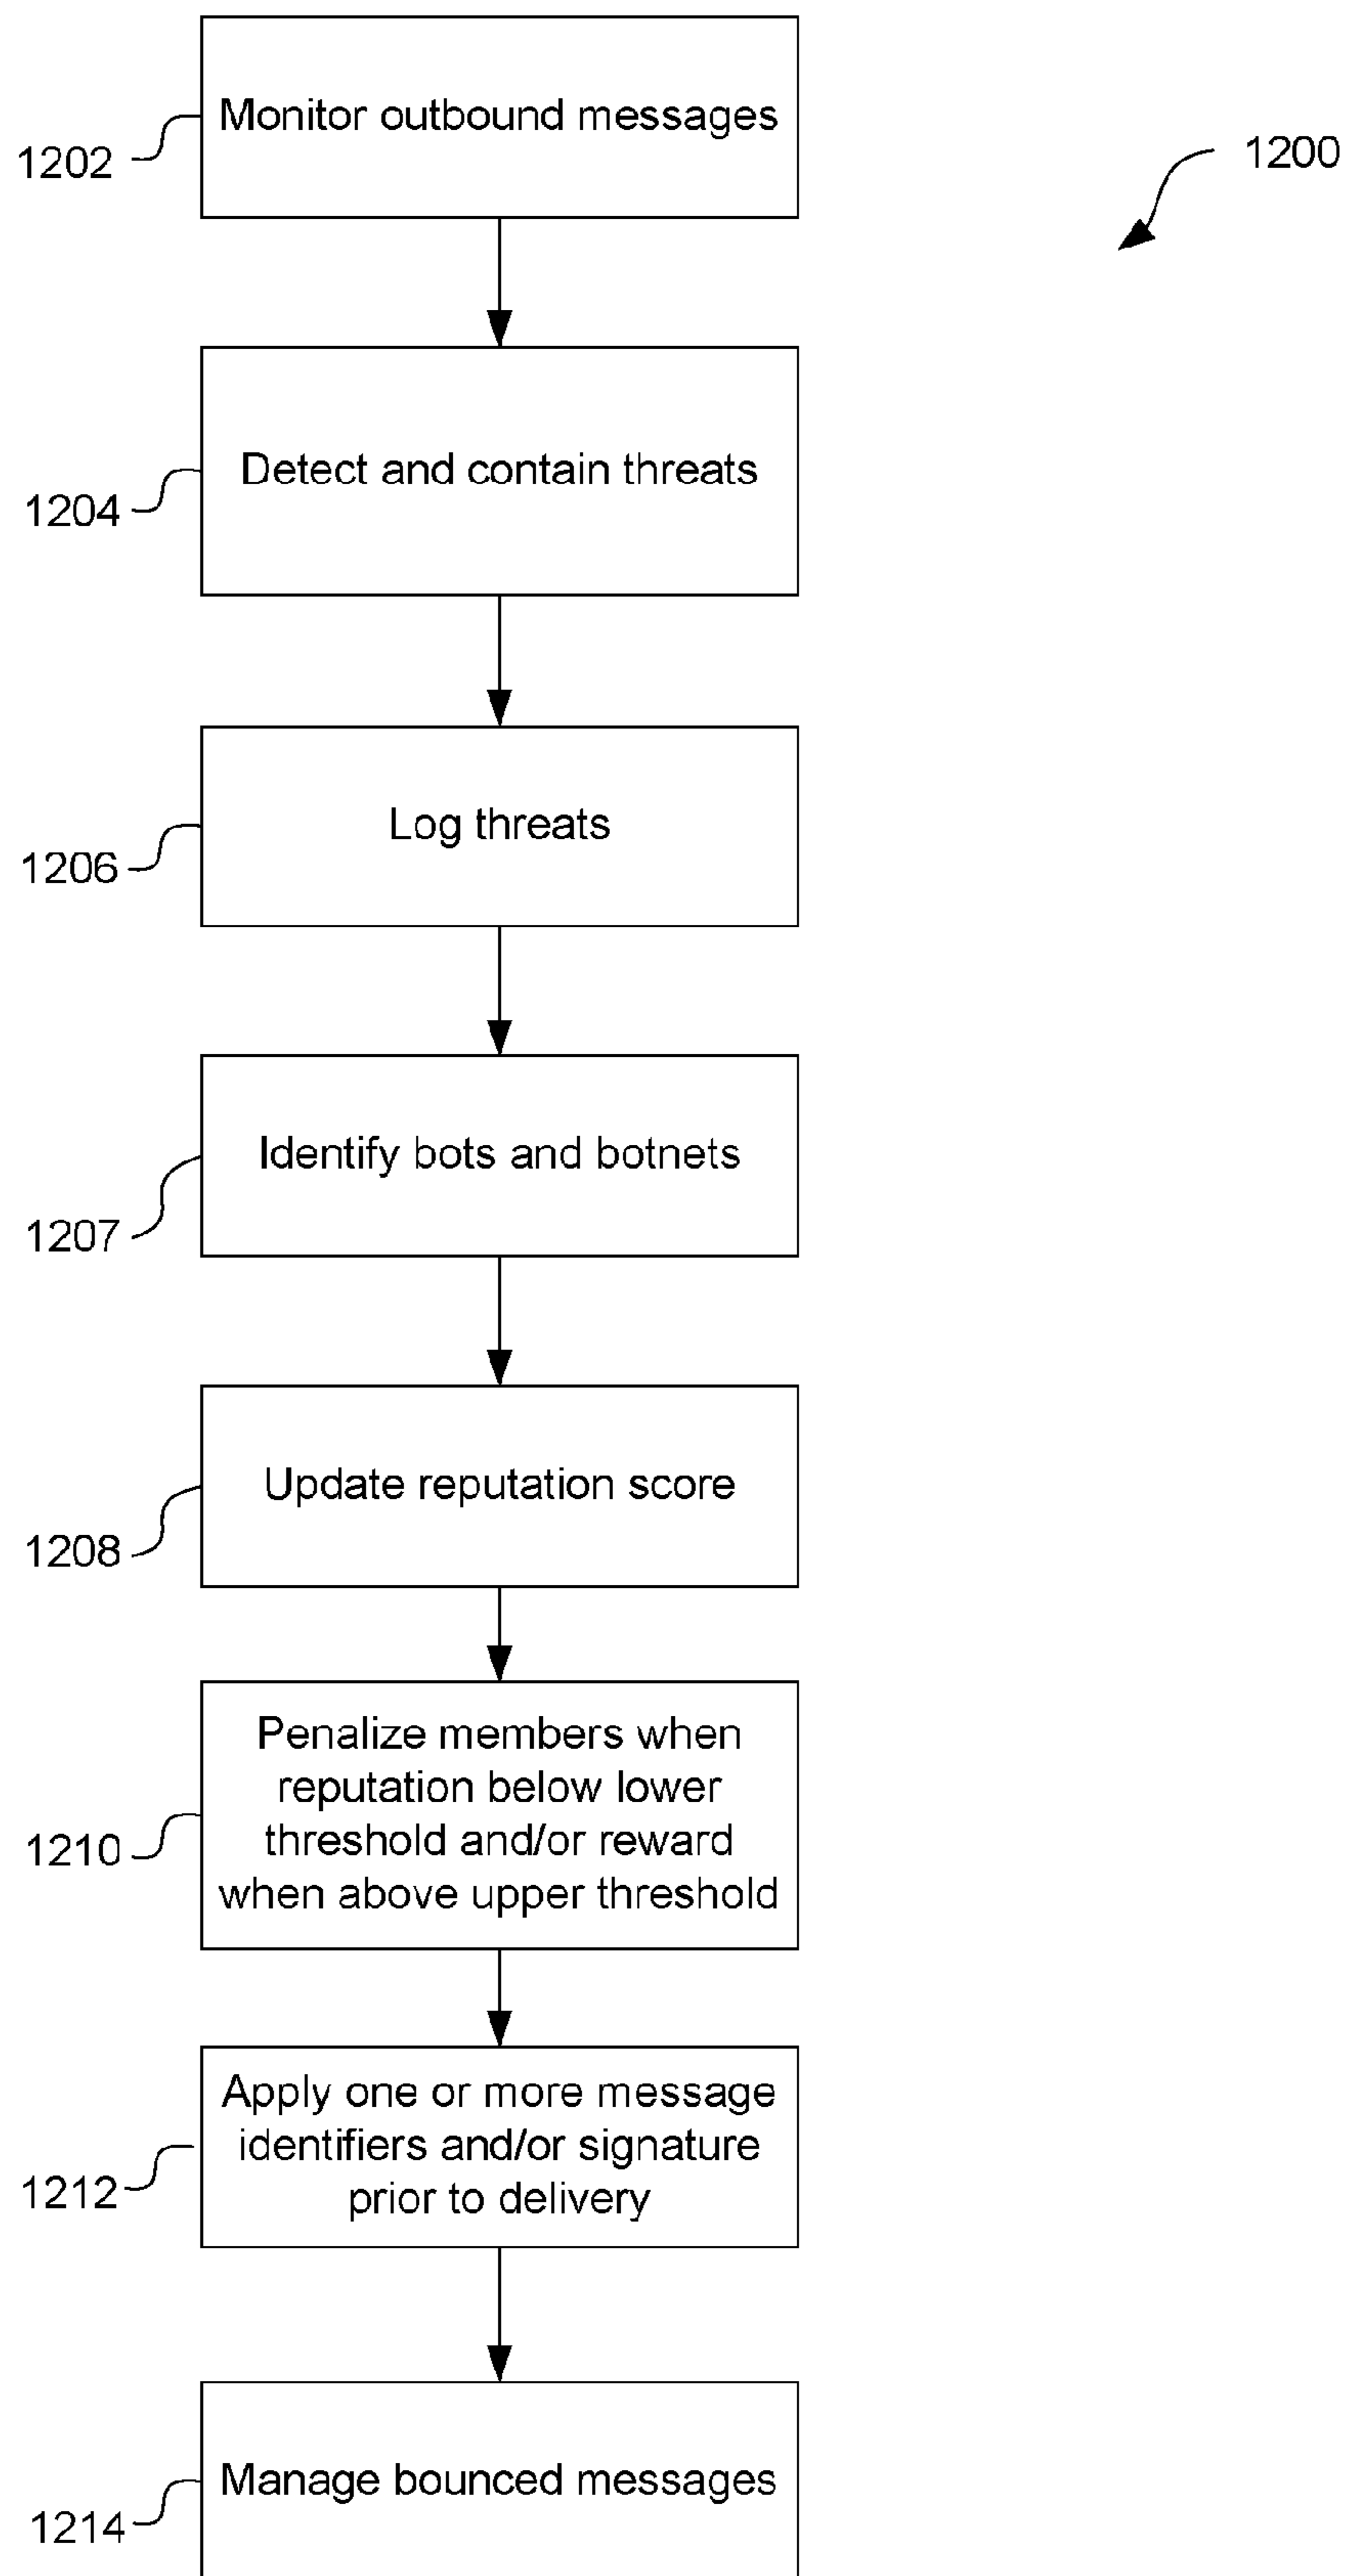 Monitor outbound messages
1202
1200
Detect and contain threats
1204
Log threats
1206
Identify bots and botnets
1207
Update reputation score
1208
Penalize members when
reputation below lower
threshold and/or reward
when above upper threshold
1210
Apply one or more message
identifiers and/or signature
prior to delivery
1212
Manage bounced messages
1214